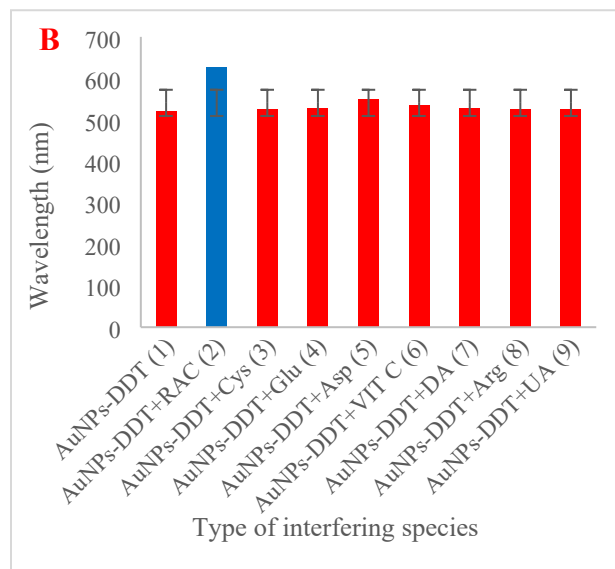 B
700
600
500
400
300
200
100
0
Wavelength (nm)
AuNPs-DDT (1)
AuNPs-DDT+RAC (2)
AuNPs-DDT+Cys (3)
AuNPs-DDT+Glu (4)
AuNPs-DDT+Asp (5)
AuNPs-DDT+VIT C (6)
AuNPs-DDT+DA (7)
AuNPs-DDT+Arg (8)
AuNPs-DDT+UA (9)
Type of interfering species